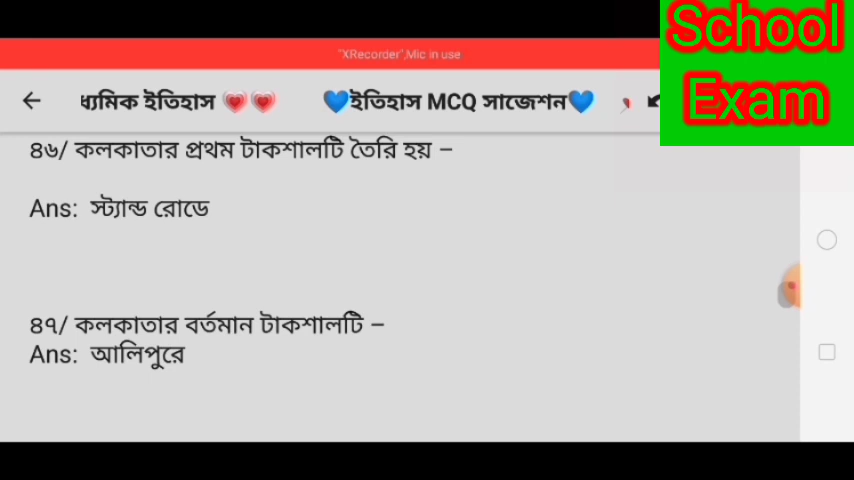 "XRecorder",Mic in use
School
Exam
ধ্যমিক ইতিহাস 💗💗 💙ইতিহাস MCQ সাজেশন💙
৪৬/ কলকাতার প্রথম টাকশালটি তৈরি হয় –
Ans: স্ট্যান্ড রোডে
৪৭/ কলকাতার বর্তমান টাকশালটি –
Ans: আলিপুরে